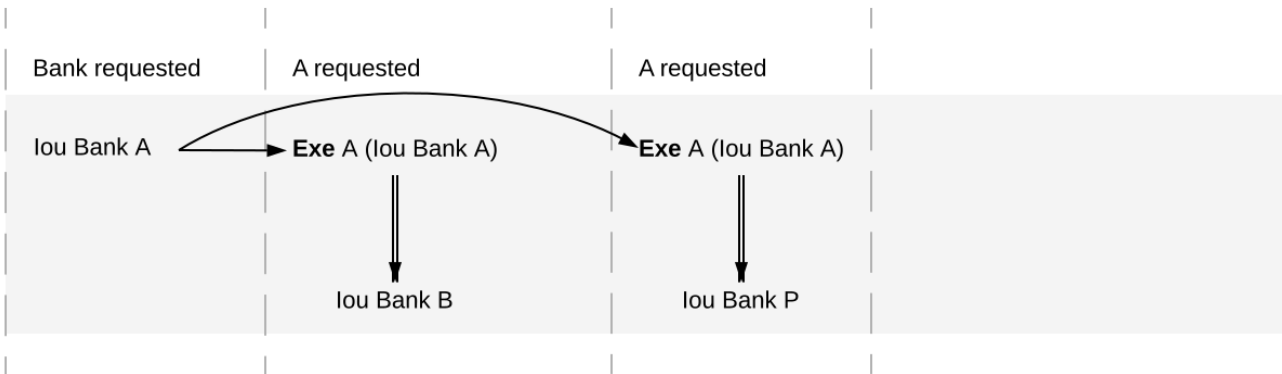 Bank requested
A requested
A requested
Iou Bank A
Exe A (Iou Bank A)
Exe A (Iou Bank A)
Iou Bank B
Iou Bank P